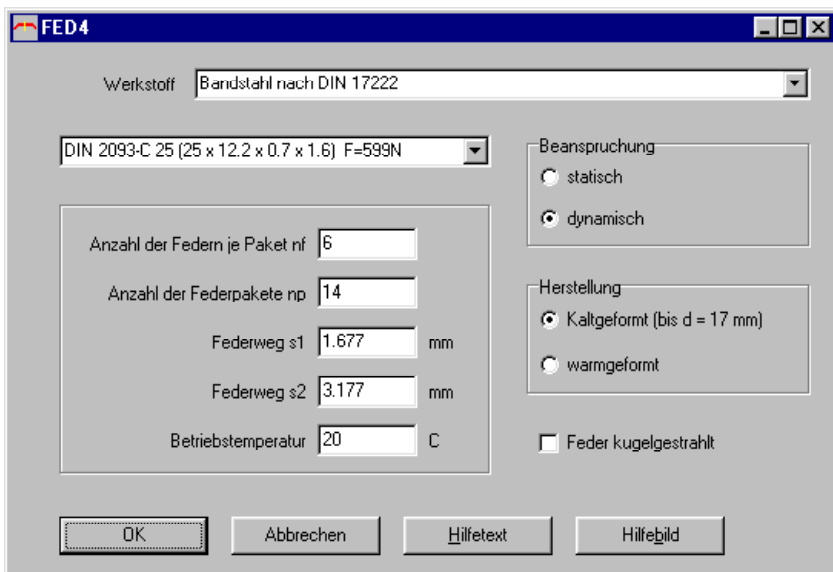 FED4
Werkstoff Bandstahl nach DIN 17222
DIN 2093-C 25 (25 x 12.2 x 0.7 x 1.6) F=599N
Anzahl der Federn je Paket nf 6
Anzahl der Federpakete np 14
Federweg s1 1.677 mm
Federweg s2 3.177 mm
Betriebstemperatur 20 C
Beanspruchung
statisch
dynamisch
Herstellung
Kaltgeformt (bis d = 17 mm)
warmgeformt
Feder kugelgestrahlt
OK Abbrechen Hilfetext Hilfebild